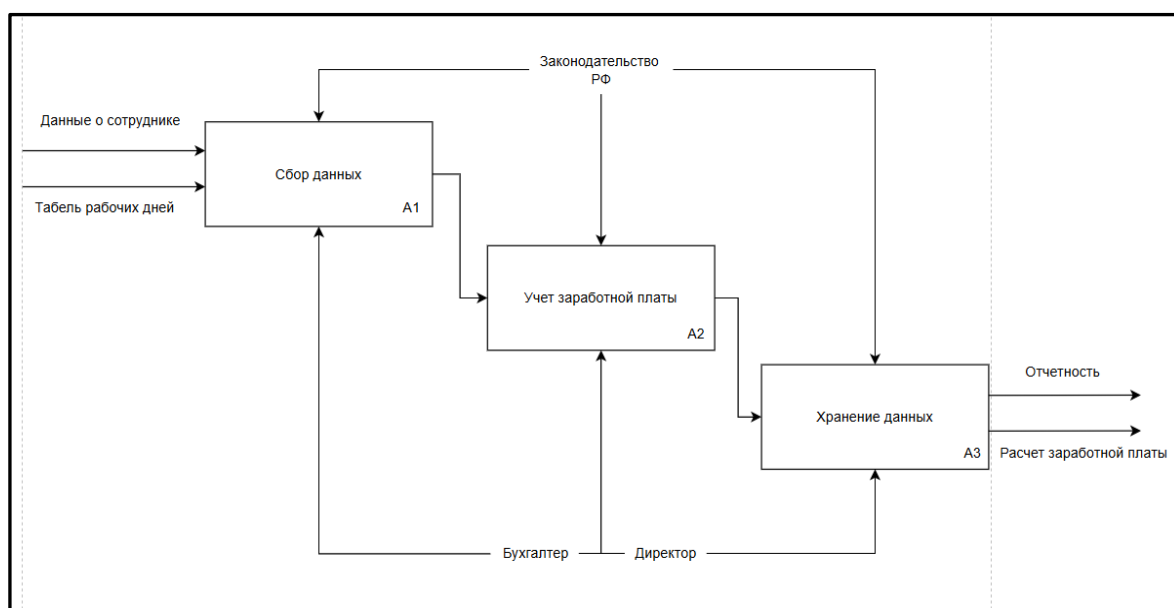 Законодательство
РФ
Данные о сотруднике
Сбор данных
A1
Табель рабочих дней
Учет заработной платы
A2
Отчетность
Хранение данных
A3
Расчет заработной платы
Бухгалтер
Директор